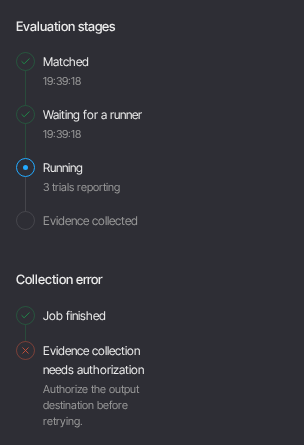 Evaluation stages
Matched
19:39:18
Waiting for a runner
19:39:18
Running
3 trials reporting
Evidence collected
Collection error
Job finished
Evidence collection
needs authorization
Authorize the output
destination before
retrying.